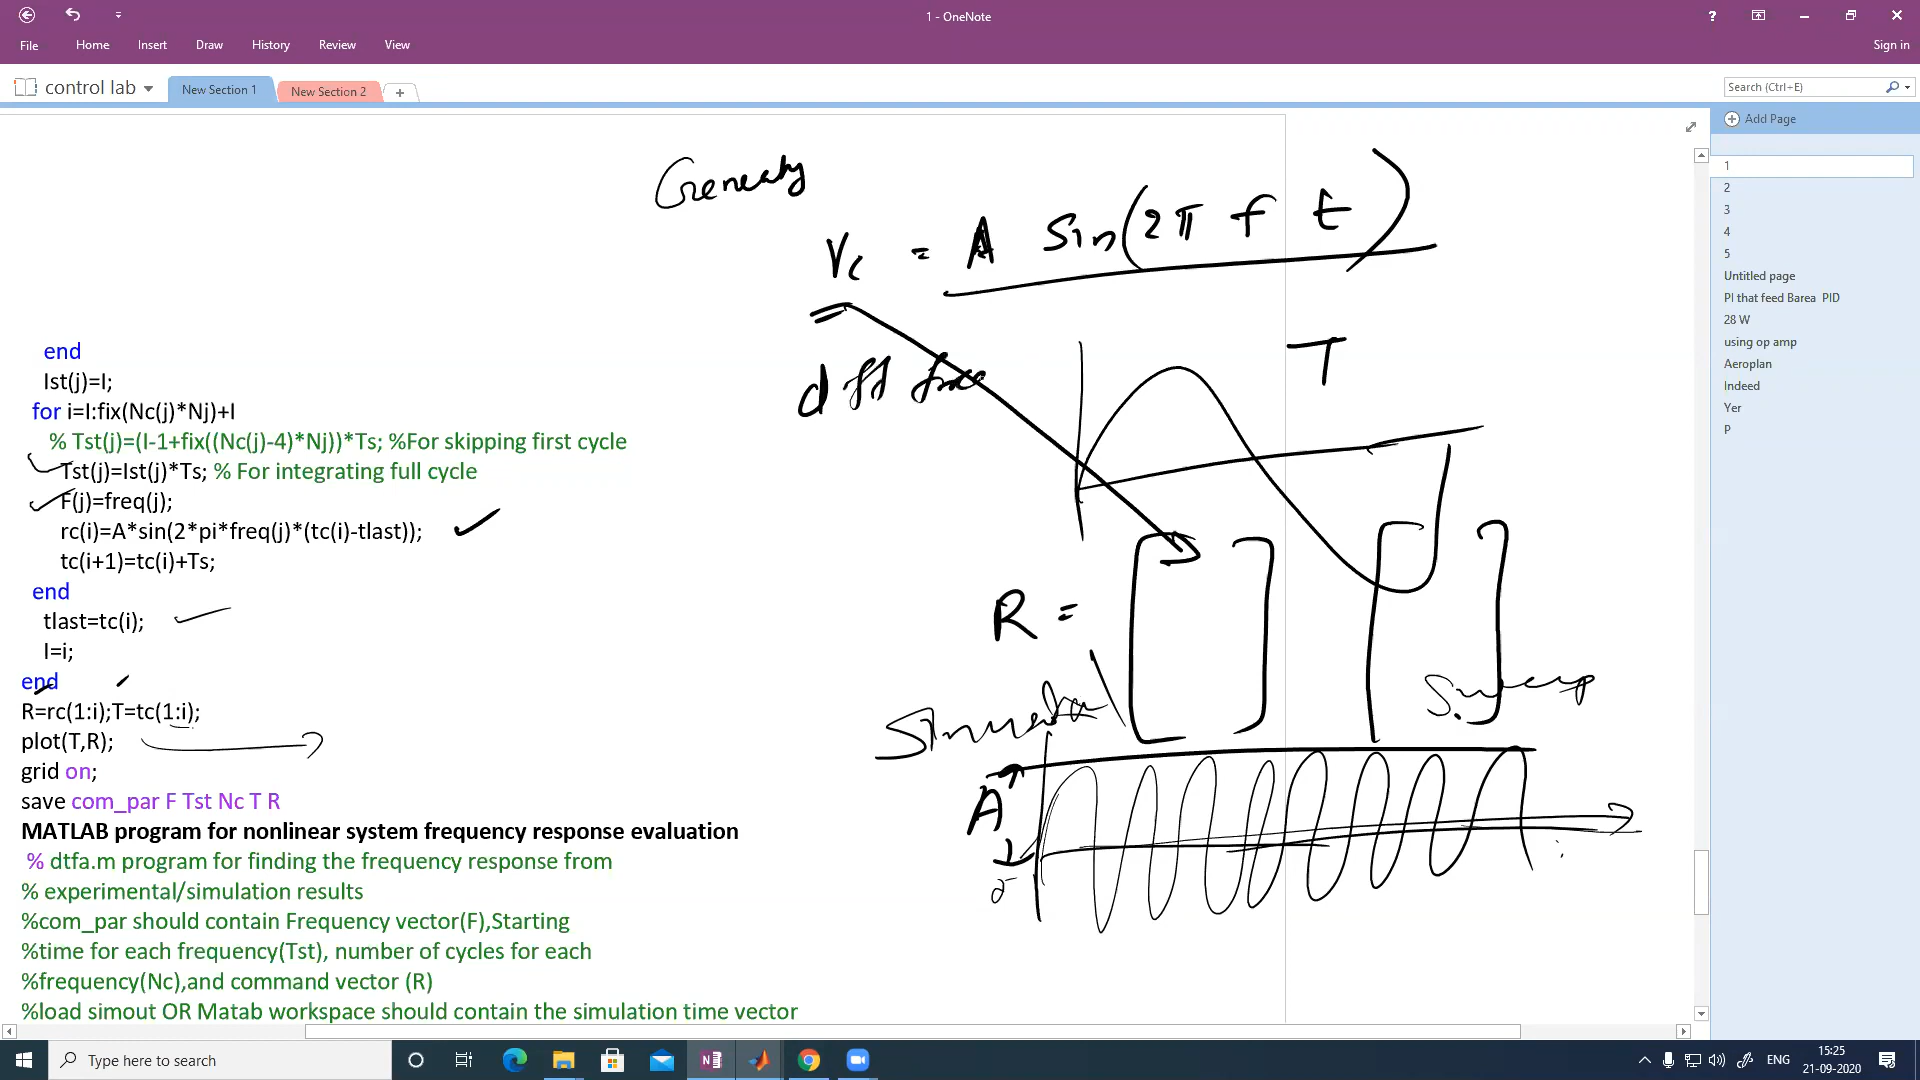 1 - OneNote
?
File
Home
Insert
Draw
History
Review
View
Sign in
control lab
New Section 1
New Section 2
+
Search (Ctrl+E)
Add Page
1
2
3
4
5
Untitled page
PI that feed Barea PID
28 W
using op amp
Aeroplan
Indeed
Yer
P
end
Ist(j)=I;
for i=I:fix(Nc(j)*Nj)+I
% Tst(j)=(I-1+fix((Nc(j)-4)*Nj))*Ts; %For skipping first cycle
Tst(j)=Ist(j)*Ts; % For integrating full cycle
F(j)=freq(j);
rc(i)=A*sin(2*pi*freq(j)*(tc(i)-tlast));
tc(i+1)=tc(i)+Ts;
end
tlast=tc(i);
I=i;
end
R=rc(1:i);T=tc(1:i);
plot(T,R);
grid on;
save com_par F Tst Nc T R
MATLAB program for nonlinear system frequency response evaluation
% dtfa.m program for finding the frequency response from
% experimental/simulation results
%com_par should contain Frequency vector(F),Starting
%time for each frequency(Tst), number of cycles for each
%frequency(Nc),and command vector (R)
%load simout OR Matab workspace should contain the simulation time vector
= A Sin(2π f t)
T
diff
R =
A
Type here to search
ENG
15:25
21-09-2020